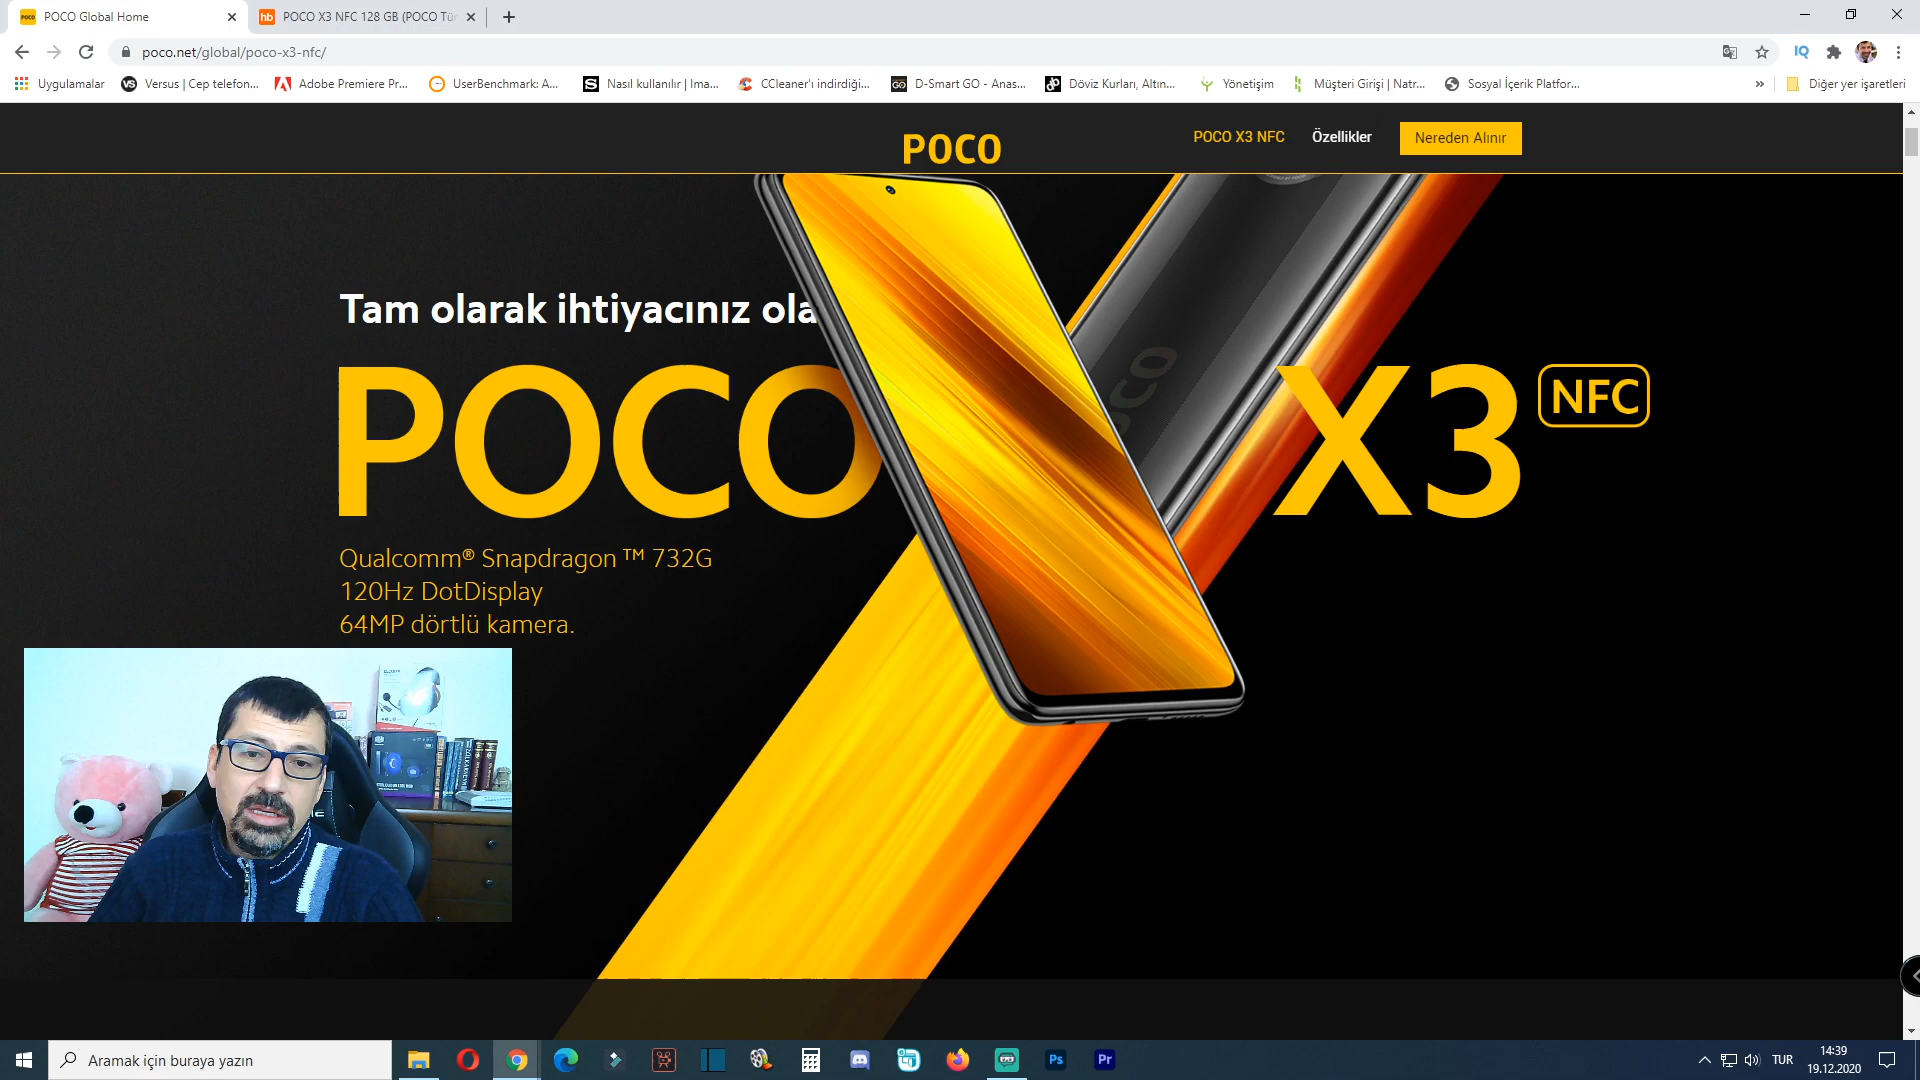 POCO Global Home
hb
POCO X3 NFC 128 GB (POCO Tür
poco.net/global/poco-x3-nfc/
Uygulamalar
Versus | Cep telefon...
Adobe Premiere Pr...
UserBenchmark: A...
Nasıl kullanılır | Ima...
CCleaner'ı indirdiği...
D-Smart GO - Anas...
Döviz Kurları, Altın...
Yönetişim
Müşteri Girişi | Natr...
Sosyal İçerik Platfor...
»
Diğer yer işaretleri
POCO
POCO X3 NFC
Özellikler
Nereden Alınır
Tam olarak ihtiyacınız ola
POCO X3 NFC
Qualcomm® Snapdragon ™ 732G
120Hz DotDisplay
64MP dörtlü kamera.
Aramak için buraya yazın
Ps
Pr
TUR
14:39
19.12.2020